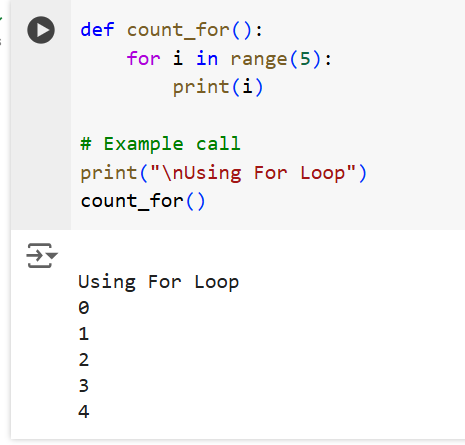 def count_for():
    for i in range(5):
        print(i)

# Example call
print("\nUsing For Loop")
count_for()

Using For Loop
0
1
2
3
4